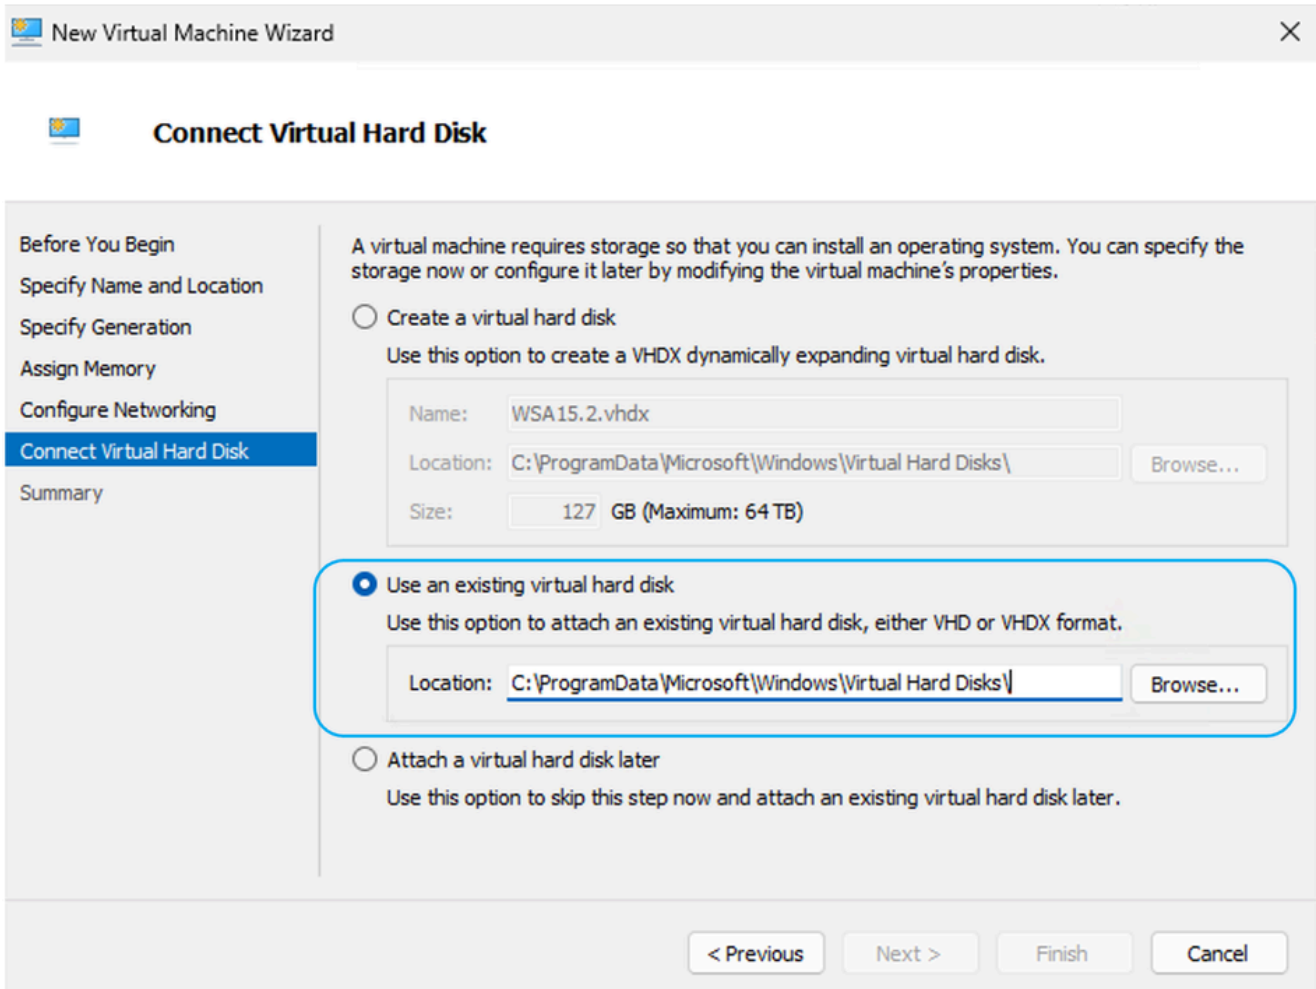 New Virtual Machine Wizard
Connect Virtual Hard Disk
Before You Begin
Specify Name and Location
Specify Generation
Assign Memory
Configure Networking
Connect Virtual Hard Disk
Summary
A virtual machine requires storage so that you can install an operating system. You can specify the
storage now or configure it later by modifying the virtual machine's properties.
Create a virtual hard disk
Use this option to create a VHDX dynamically expanding virtual hard disk.
Name: WSA15.2.vhdx
Location: C:\ProgramData\Microsoft\Windows\Virtual Hard Disks\ Browse...
Size: 127 GB (Maximum: 64 TB)
Use an existing virtual hard disk
Use this option to attach an existing virtual hard disk, either VHD or VHDX format.
Location: C:\ProgramData\Microsoft\Windows\Virtual Hard Disks\ Browse...
Attach a virtual hard disk later
Use this option to skip this step now and attach an existing virtual hard disk later.
< Previous Next > Finish Cancel